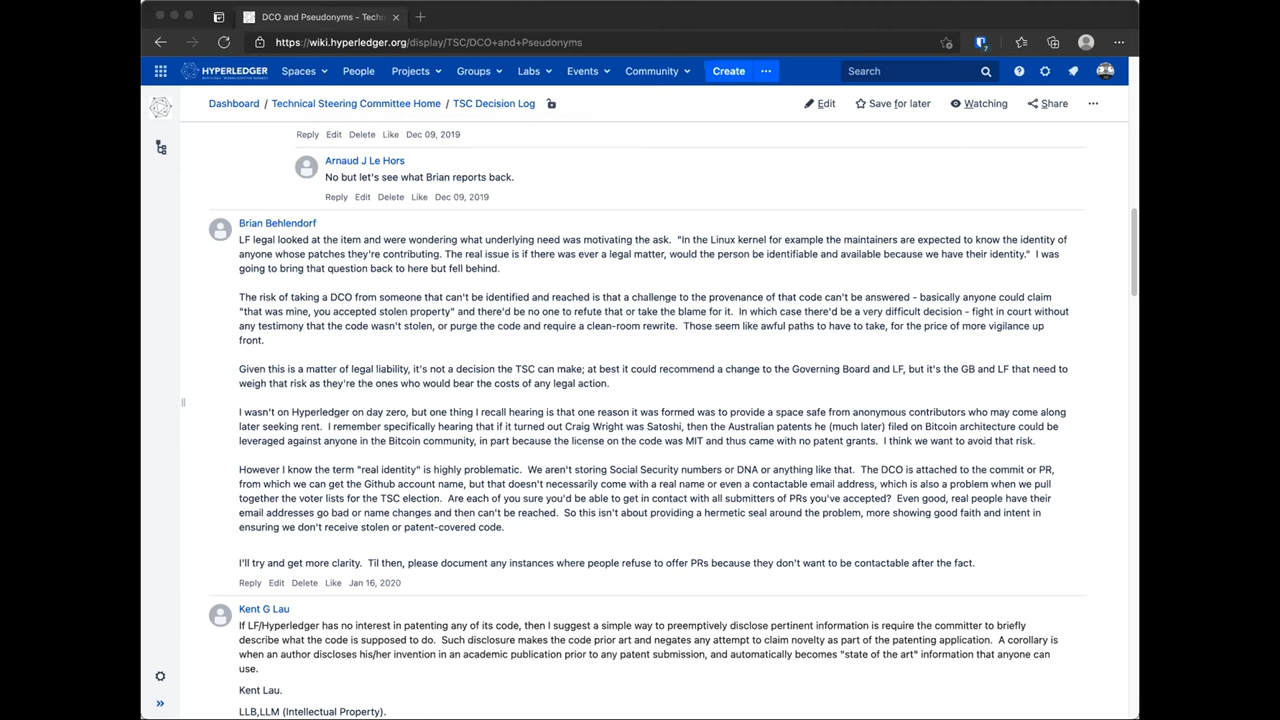 DCO and Pseudonyms - Techn
https://wiki.hyperledger.org/display/TSC/DCO+and+Pseudonyms
HYPERLEDGER Spaces People Projects Groups Labs Events Community Create Search
Dashboard / Technical Steering Committee Home / TSC Decision Log Edit Save for later Watching Share
Reply Edit Delete Like Dec 09, 2019
Arnaud J Le Hors
No but let's see what Brian reports back.
Reply Edit Delete Like Dec 09, 2019
Brian Behlendorf
LF legal looked at the item and were wondering what underlying need was motivating the ask. "In the Linux kernel for example the maintainers are expected to know the identity of
anyone whose patches they're contributing. The real issue is if there was ever a legal matter, would the person be identifiable and available because we have their identity." I was
going to bring that question back to here but fell behind.
The risk of taking a DCO from someone that can't be identified and reached is that a challenge to the provenance of that code can't be answered - basically anyone could claim
"that was mine, you accepted stolen property" and there'd be no one to refute that or take the blame for it. In which case there'd be a very difficult decision - fight in court without
any testimony that the code wasn't stolen, or purge the code and require a clean-room rewrite. Those seem like awful paths to have to take, for the price of more vigilance up
front.
Given this is a matter of legal liability, it's not a decision the TSC can make; at best it could recommend a change to the Governing Board and LF, but it's the GB and LF that need to
weigh that risk as they're the ones who would bear the costs of any legal action.
I wasn't on Hyperledger on day zero, but one thing I recall hearing is that one reason it was formed was to provide a space safe from anonymous contributors who may come along
later seeking rent. I remember specifically hearing that if it turned out Craig Wright was Satoshi, then the Australian patents he (much later) filed on Bitcoin architecture could be
leveraged against anyone in the Bitcoin community, in part because the license on the code was MIT and thus came with no patent grants. I think we want to avoid that risk.
However I know the term "real identity" is highly problematic. We aren't storing Social Security numbers or DNA or anything like that. The DCO is attached to the commit or PR,
from which we can get the Github account name, but that doesn't necessarily come with a real name or even a contactable email address, which is also a problem when we pull
together the voter lists for the TSC election. Are each of you sure you'd be able to get in contact with all submitters of PRs you've accepted? Even good, real people have their
email addresses go bad or name changes and then can't be reached. So this isn't about providing a hermetic seal around the problem, more showing good faith and intent in
ensuring we don't receive stolen or patent-covered code.
I'll try and get more clarity. Til then, please document any instances where people refuse to offer PRs because they don't want to be contactable after the fact.
Reply Edit Delete Like Jan 16, 2020
Kent G Lau
If LF/Hyperledger has no interest in patenting any of its code, then I suggest a simple way to preemptively disclose pertinent information is require the committer to briefly
describe what the code is supposed to do. Such disclosure makes the code prior art and negates any attempt to claim novelty as part of the patenting application. A corollary is
when an author discloses his/her invention in an academic publication prior to any patent submission, and automatically becomes "state of the art" information that anyone can
use.
Kent Lau.
LLB,LLM (Intellectual Property).